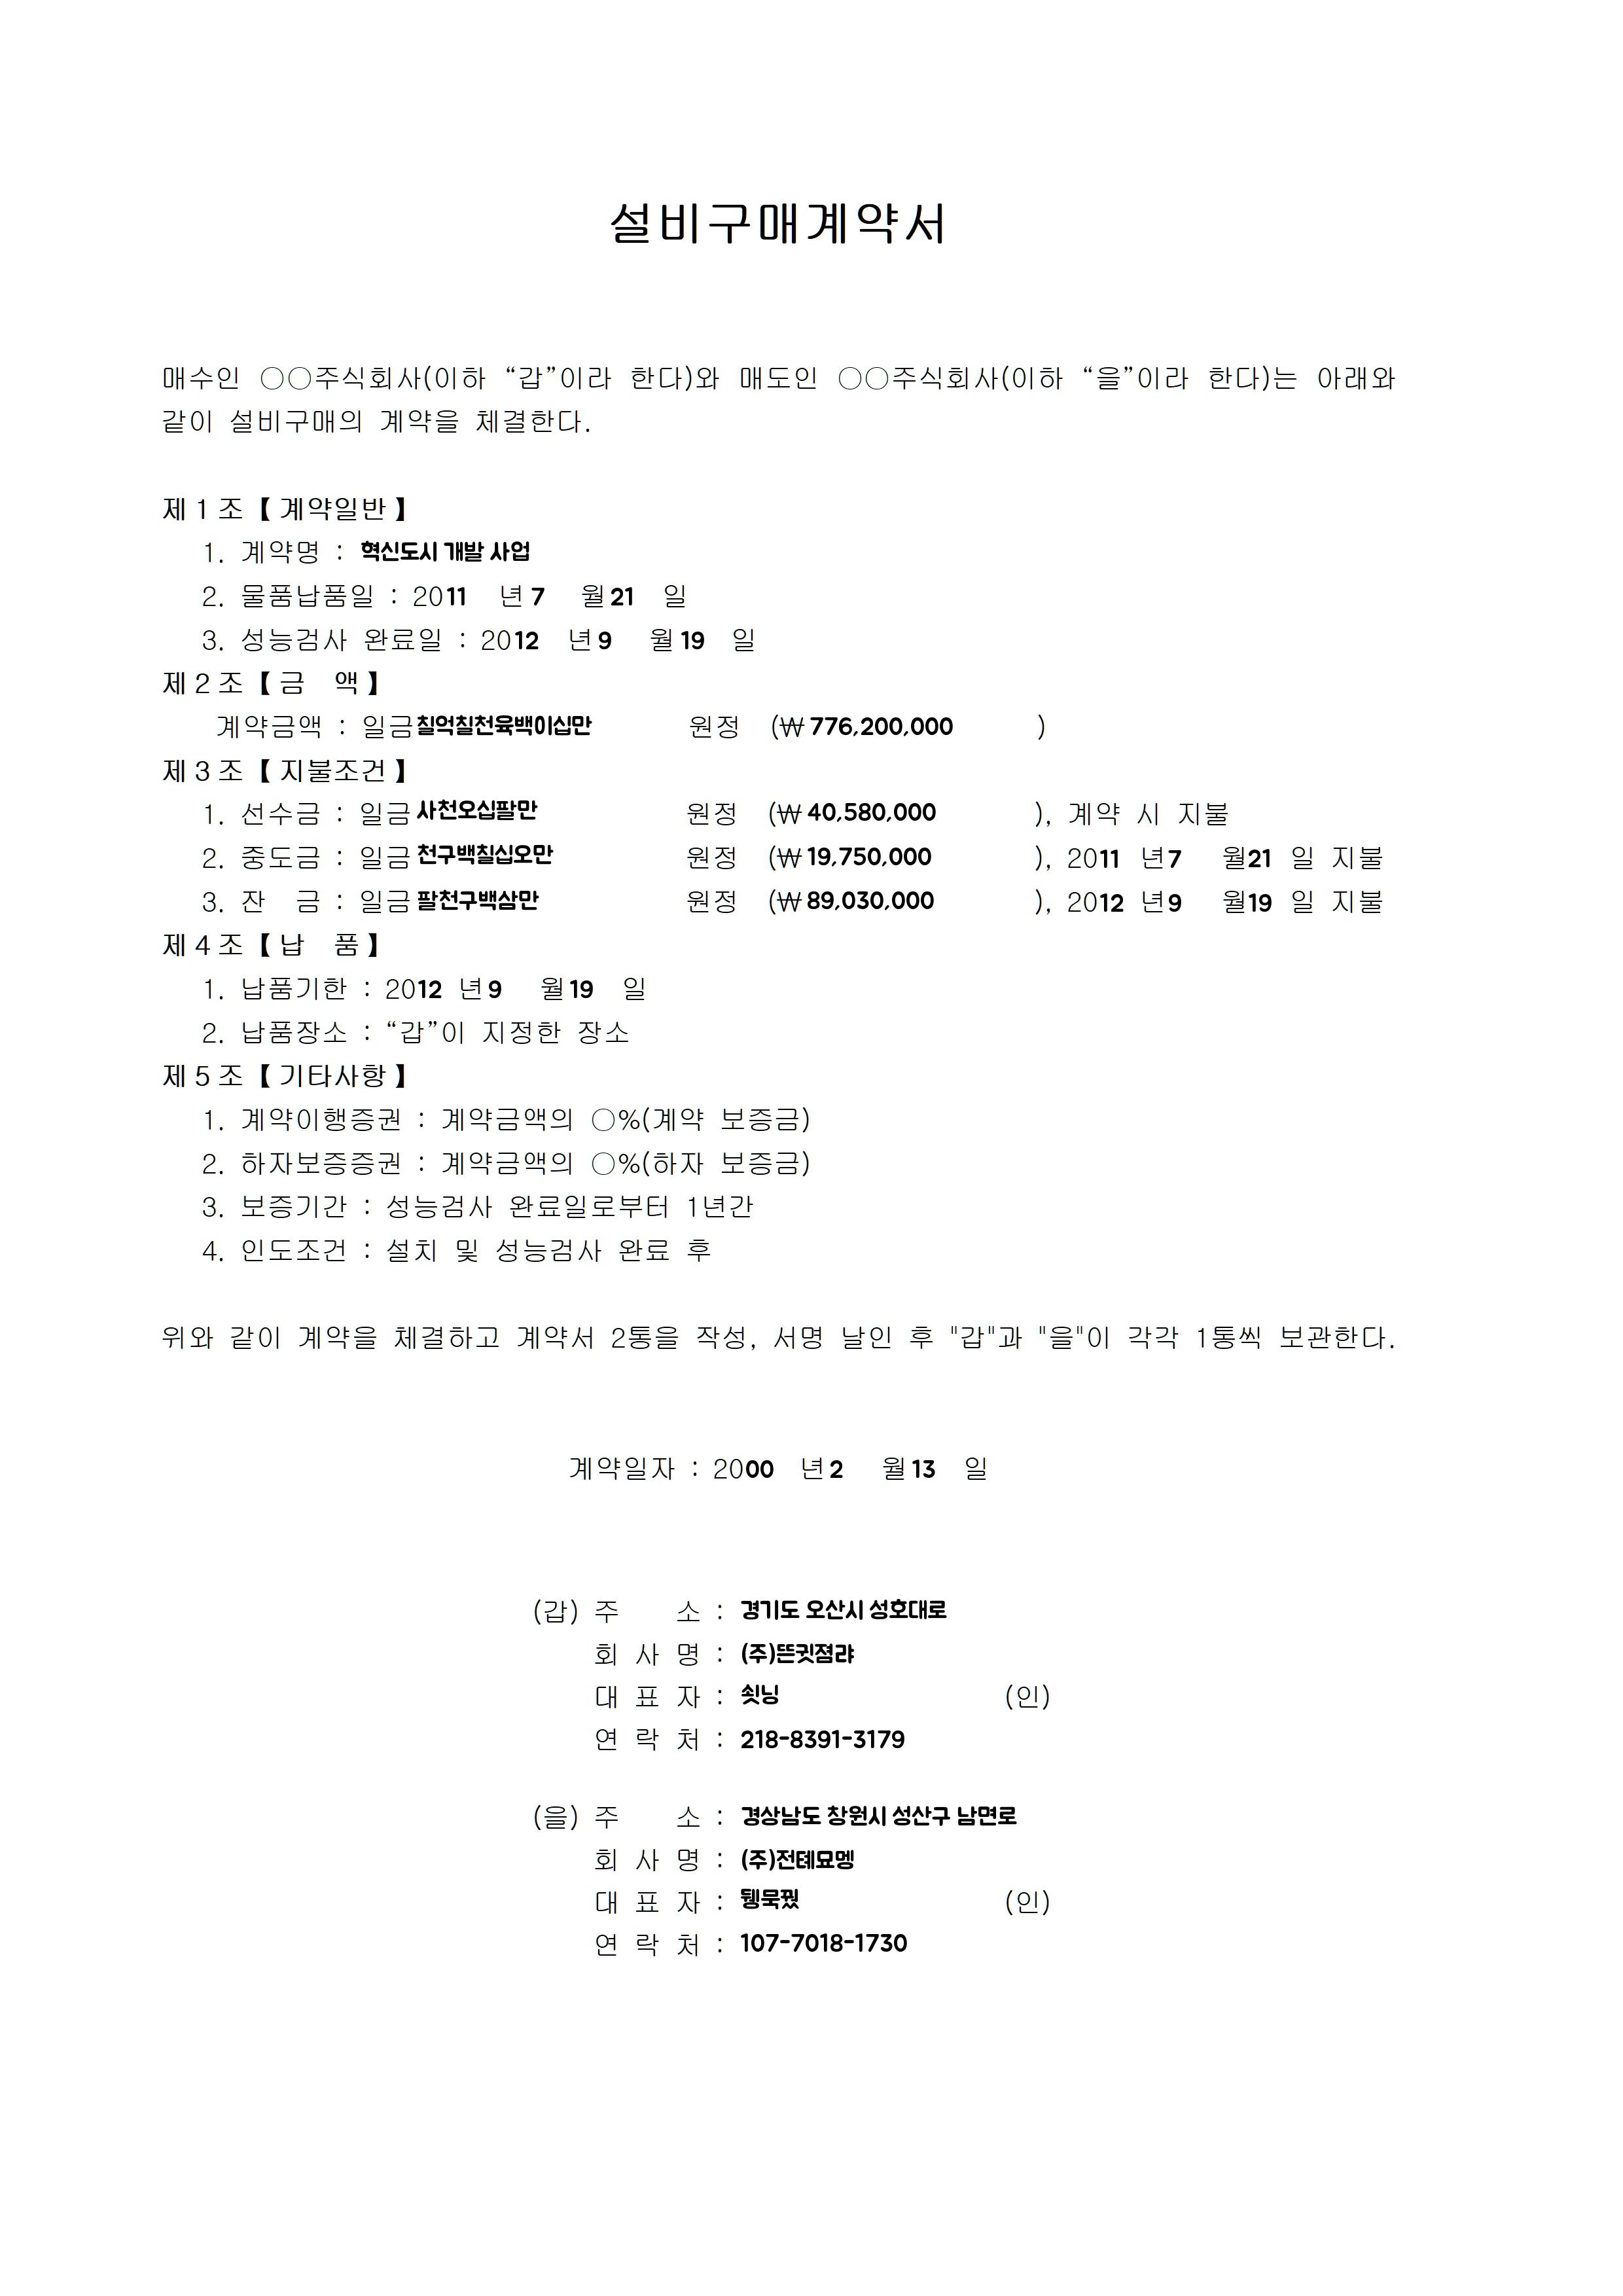 설비구매계약서
매수인 ○○주식회사(이하 “갑”이라 한다)와 매도인 ○○주식회사(이하 “을”이라 한다)는 아래와
같이 설비구매의 계약을 체결한다.
제 1 조 【 계약일반 】
1. 계약명 : 혁신도시 개발 사업
2. 물품납품일 : 2011 년 7 월 21 일
3. 성능검사 완료일 : 2012 년 9 월 19 일
제 2 조 【 금 액 】
계약금액 : 일금 칠억칠천육백이십만 원정 (₩ 776,200,000 )
제 3 조 【 지불조건 】
1. 선수금 : 일금 사천오십팔만 원정 (₩ 40,580,000 ), 계약 시 지불
2. 중도금 : 일금 천구백칠십오만 원정 (₩ 19,750,000 ), 2011 년 7 월 21 일 지불
3. 잔 금 : 일금 팔천구백삼만 원정 (₩ 89,030,000 ), 2012 년 9 월 19 일 지불
제 4 조 【 납 품 】
1. 납품기한 : 2012 년 9 월 19 일
2. 납품장소 : “갑”이 지정한 장소
제 5 조 【 기타사항 】
1. 계약이행증권 : 계약금액의 ○%(계약 보증금)
2. 하자보증증권 : 계약금액의 ○%(하자 보증금)
3. 보증기간 : 성능검사 완료일로부터 1년간
4. 인도조건 : 설치 및 성능검사 완료 후
위와 같이 계약을 체결하고 계약서 2통을 작성, 서명 날인 후 "갑"과 "을"이 각각 1통씩 보관한다.
계약일자 : 2000 년 2 월 13 일
(갑) 주 소 : 경기도 오산시 성호대로
회 사 명 : (주)뜬귓졈랴
대 표 자 : 쇳닝 (인)
연 락 처 : 218-8391-3179
(을) 주 소 : 경상남도 창원시 성산구 남면로
회 사 명 : (주)전톄묘멩
대 표 자 : (인)
연 락 처 : 107-7018-1730